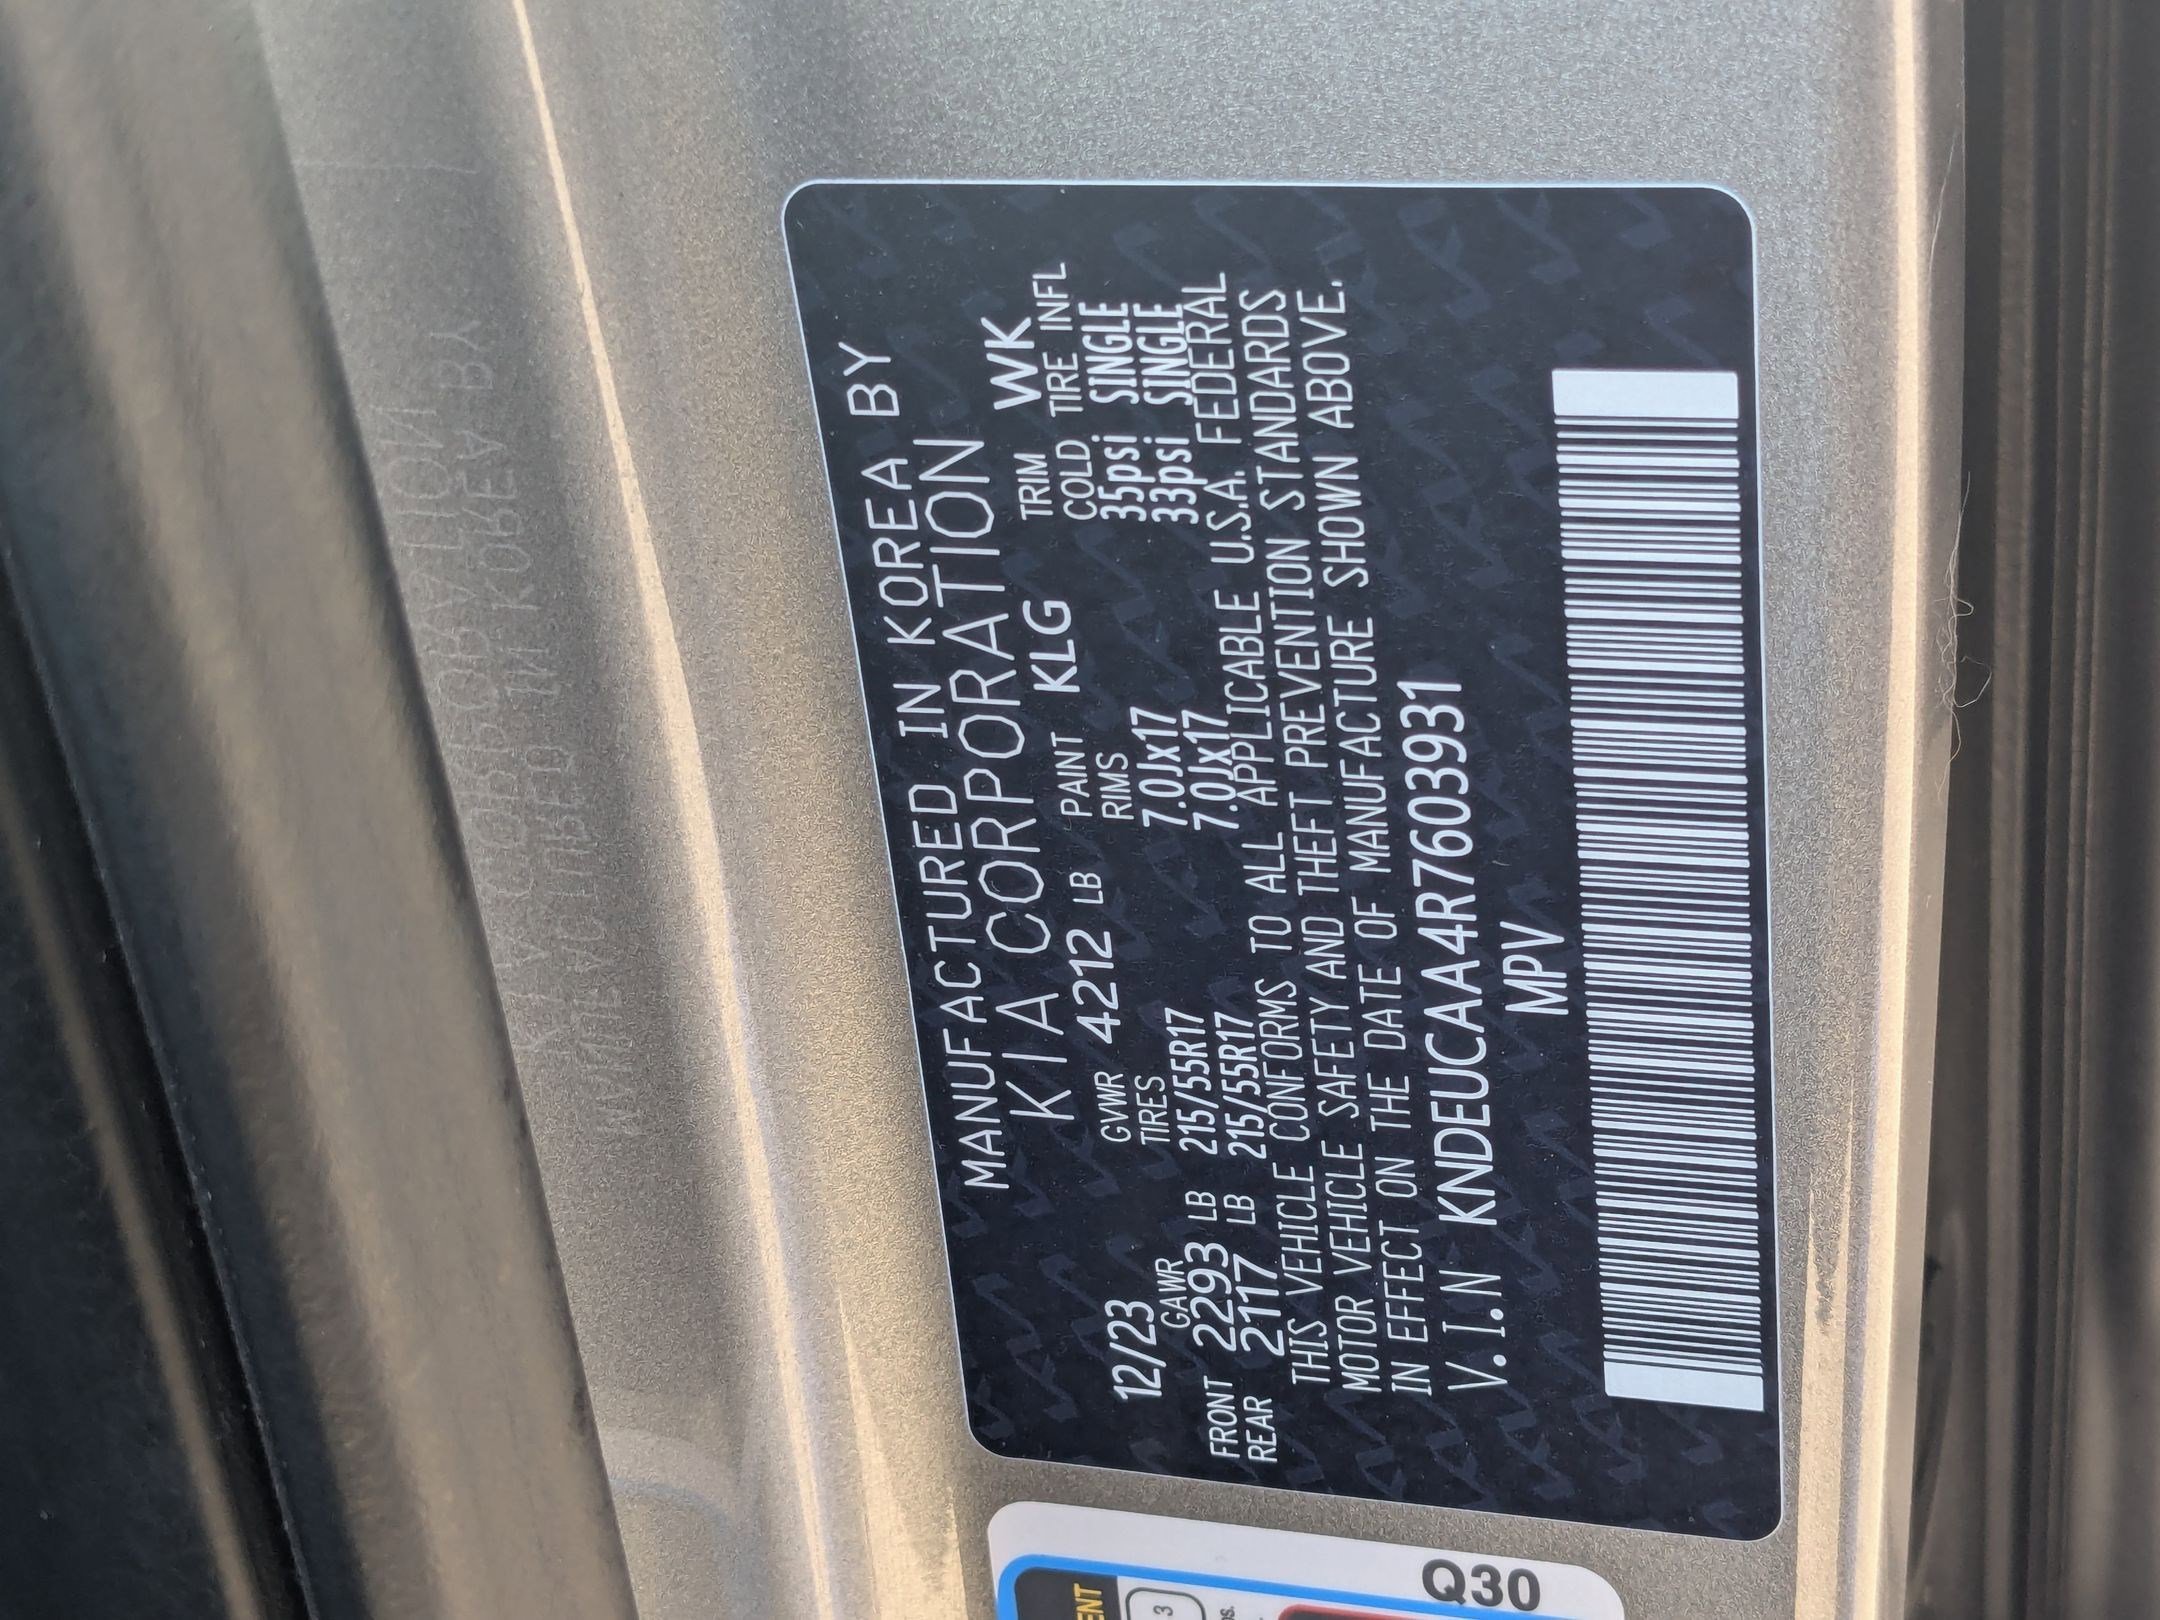 MANUFACTURED IN KOREA BY
KIA CORPORATION
12/23 GVWR 4212 LB PAINT KLG TRIM WK
GAWR TIRES RIMS COLD TIRE INFL
FRONT 2293 LB 215/55R17 7.0Jx17 35psi SINGLE
REAR 2117 LB 215/55R17 7.0Jx17 33psi SINGLE
THIS VEHICLE CONFORMS TO ALL APPLICABLE U.S.A. FEDERAL
MOTOR VEHICLE SAFETY AND THEFT PREVENTION STANDARDS
IN EFFECT ON THE DATE OF MANUFACTURE SHOWN ABOVE.
V.I.N KNDEUCAA4R7603931
MPV
ENT
3
Q30